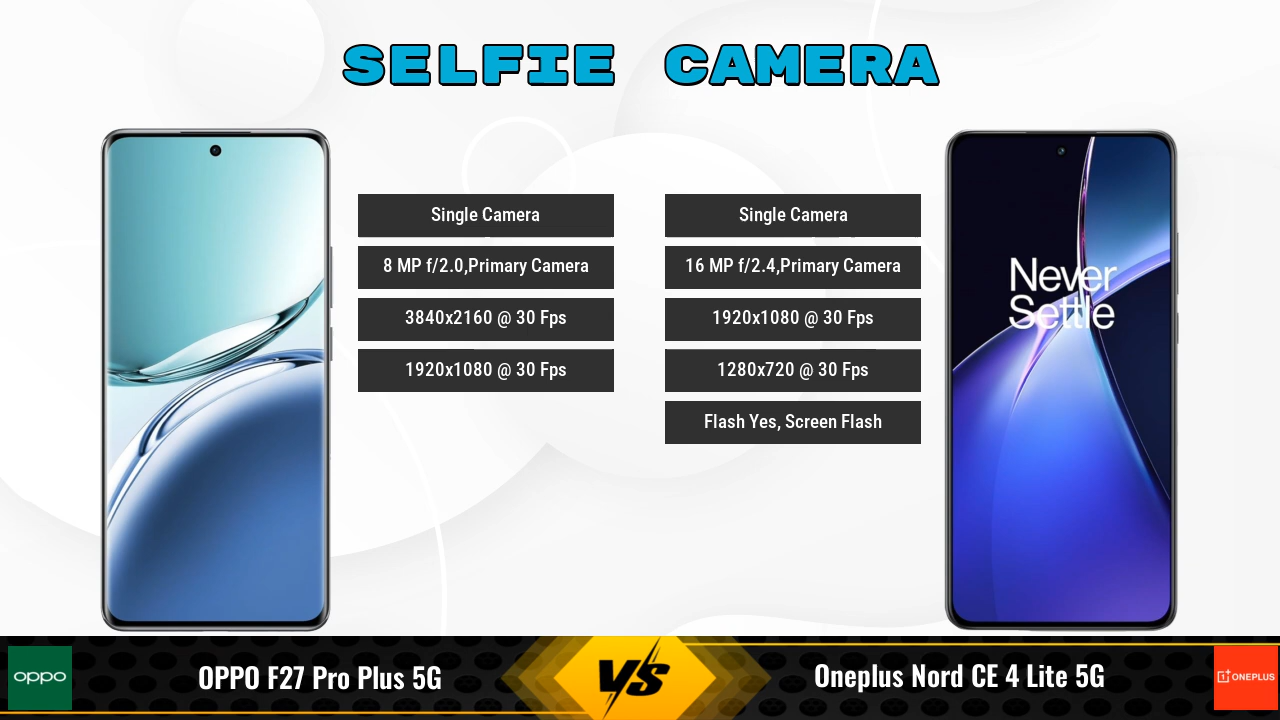 SELFIE CAMERA
Single Camera
8 MP f/2.0,Primary Camera
3840x2160 @ 30 Fps
1920x1080 @ 30 Fps
Single Camera
16 MP f/2.4,Primary Camera
1920x1080 @ 30 Fps
1280x720 @ 30 Fps
Flash Yes, Screen Flash
Never
Settle
oppo
OPPO F27 Pro Plus 5G
VS
Oneplus Nord CE 4 Lite 5G
1+ ONEPLUS